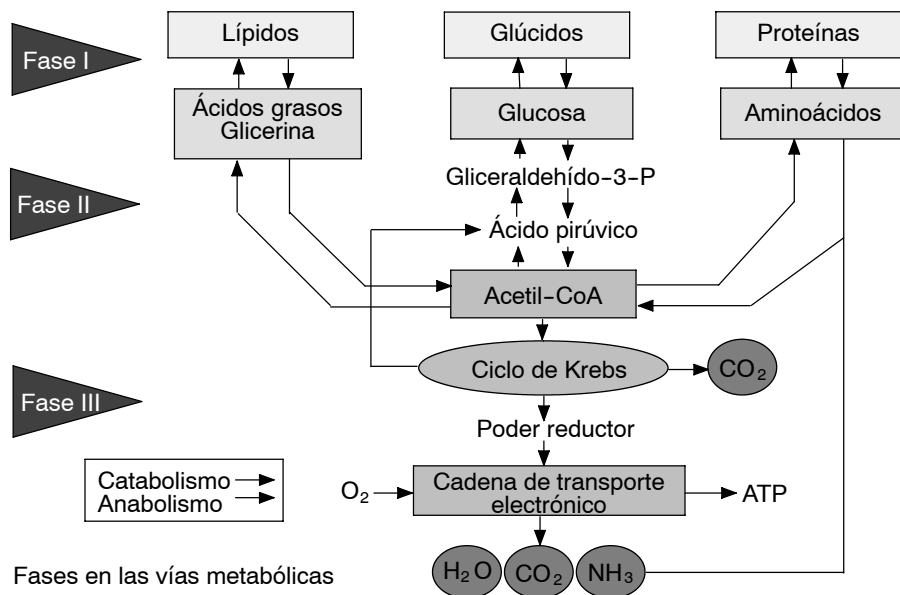 Lípidos
Glúcidos
Proteínas
Fase I
Ácidos grasos
Glicerina
Glucosa
Aminoácidos
Gliceraldehído-3-P
Fase II
Ácido pirúvico
Acetil-CoA
Ciclo de Krebs
CO₂
Fase III
Poder reductor
Catabolismo
Anabolismo
O₂
Cadena de transporte
electrónico
ATP
H₂O
CO₂
NH₃
Fases en las vías metabólicas